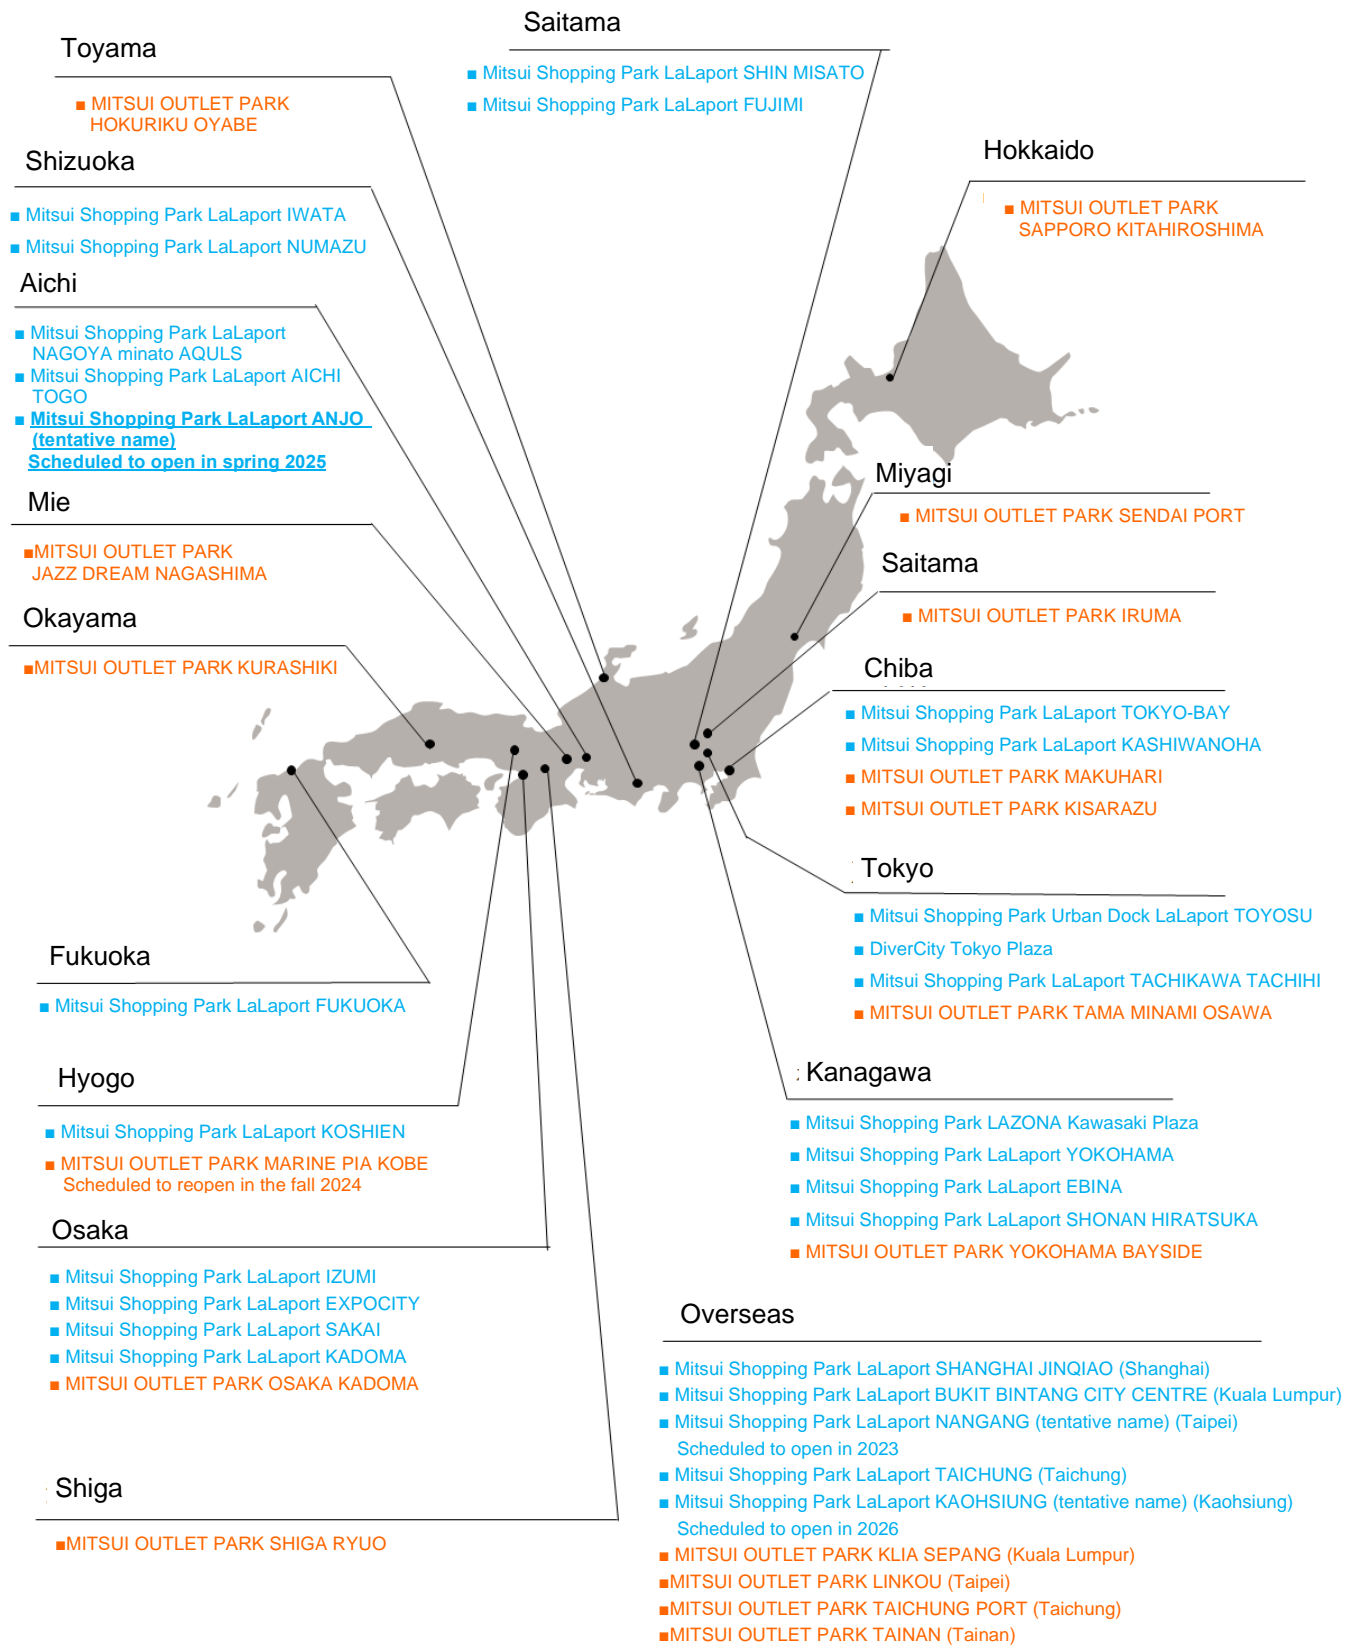 Saitama
■ Mitsui Shopping Park LaLaport SHIN MISATO
■ Mitsui Shopping Park LaLaport FUJIMI
Toyama
■ MITSUI OUTLET PARK
HOKURIKU OYABE
Shizuoka
■ Mitsui Shopping Park LaLaport IWATA
■ Mitsui Shopping Park LaLaport NUMAZU
Aichi
■ Mitsui Shopping Park LaLaport
NAGOYA minato AQULS
■ Mitsui Shopping Park LaLaport AICHI
TOGO
■ Mitsui Shopping Park LaLaport ANJO
(tentative name)
Scheduled to open in spring 2025
Mie
■MITSUI OUTLET PARK
JAZZ DREAM NAGASHIMA
Okayama
■MITSUI OUTLET PARK KURASHIKI
Fukuoka
■ Mitsui Shopping Park LaLaport FUKUOKA
Hyogo
■ Mitsui Shopping Park LaLaport KOSHIEN
■ MITSUI OUTLET PARK MARINE PIA KOBE
Scheduled to reopen in the fall 2024
Osaka
■ Mitsui Shopping Park LaLaport IZUMI
■ Mitsui Shopping Park LaLaport EXPOCITY
■ Mitsui Shopping Park LaLaport SAKAI
■ Mitsui Shopping Park LaLaport KADOMA
■ MITSUI OUTLET PARK OSAKA KADOMA
Shiga
■MITSUI OUTLET PARK SHIGA RYUO
Hokkaido
■ MITSUI OUTLET PARK
SAPPORO KITAHIROSHIMA
Miyagi
■ MITSUI OUTLET PARK SENDAI PORT
Saitama
■ MITSUI OUTLET PARK IRUMA
Chiba
■ Mitsui Shopping Park LaLaport TOKYO-BAY
■ Mitsui Shopping Park LaLaport KASHIWANOHA
■ MITSUI OUTLET PARK MAKUHARI
■ MITSUI OUTLET PARK KISARAZU
Tokyo
■ Mitsui Shopping Park Urban Dock LaLaport TOYOSU
■ DiverCity Tokyo Plaza
■ Mitsui Shopping Park LaLaport TACHIKAWA TACHIHI
■ MITSUI OUTLET PARK TAMA MINAMI OSAWA
Kanagawa
■ Mitsui Shopping Park LAZONA Kawasaki Plaza
■ Mitsui Shopping Park LaLaport YOKOHAMA
■ Mitsui Shopping Park LaLaport EBINA
■ Mitsui Shopping Park LaLaport SHONAN HIRATSUKA
■ MITSUI OUTLET PARK YOKOHAMA BAYSIDE
Overseas
■ Mitsui Shopping Park LaLaport SHANGHAI JINQIAO (Shanghai)
■ Mitsui Shopping Park LaLaport BUKIT BINTANG CITY CENTRE (Kuala Lumpur)
■ Mitsui Shopping Park LaLaport NANGANG (tentative name) (Taipei)
Scheduled to open in 2023
■ Mitsui Shopping Park LaLaport TAICHUNG (Taichung)
■ Mitsui Shopping Park LaLaport KAOHSIUNG (tentative name) (Kaohsiung)
Scheduled to open in 2026
■ MITSUI OUTLET PARK KLIA SEPANG (Kuala Lumpur)
■MITSUI OUTLET PARK LINKOU (Taipei)
■MITSUI OUTLET PARK TAICHUNG PORT (Taichung)
■MITSUI OUTLET PARK TAINAN (Tainan)